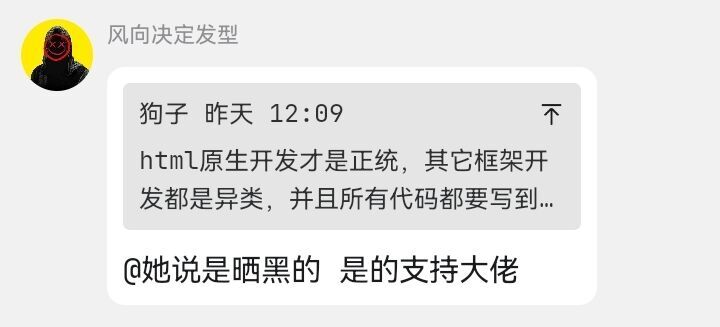 风向决定发型
狗子 昨天 12:09
html原生开发才是正统，其它框架开
发都是异类，并且所有代码都要写到…
@她说是晒黑的 是的支持大佬